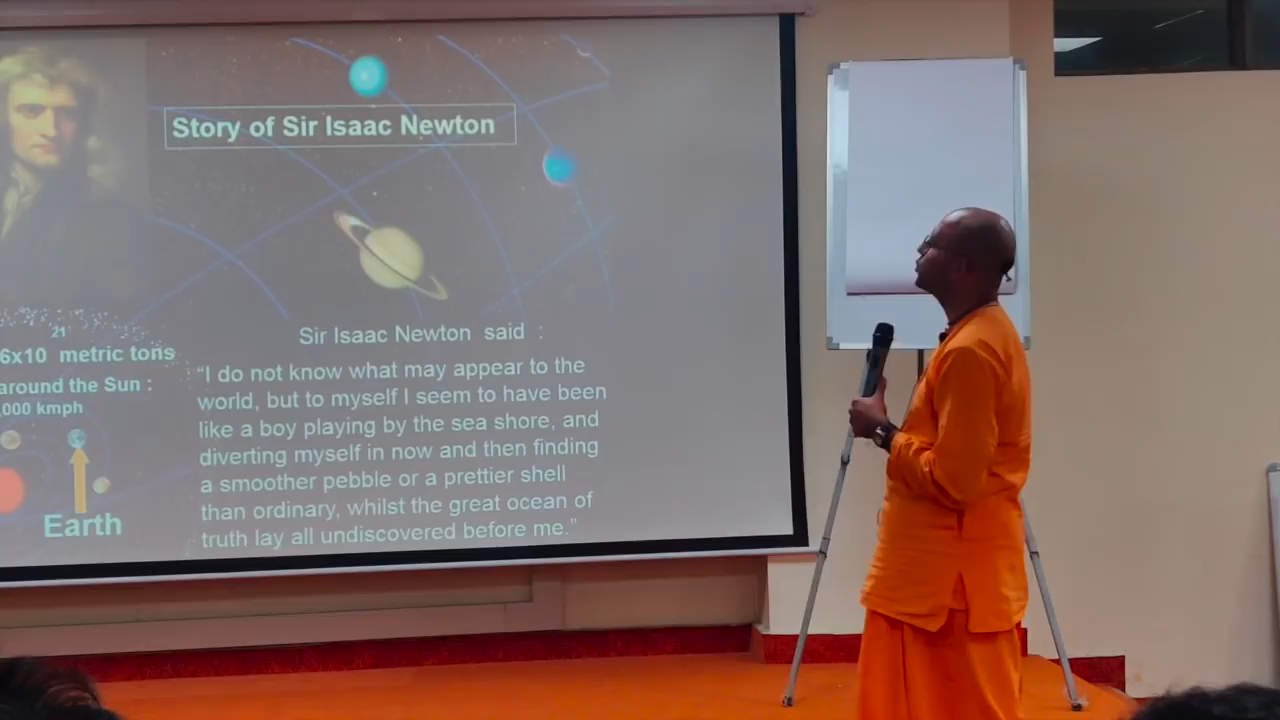 Story of Sir Isaac Newton
21
6x10 metric tons
around the Sun :
,000 kmph
Earth
Sir Isaac Newton said :
“I do not know what may appear to the
world, but to myself I seem to have been
like a boy playing by the sea shore, and
diverting myself in now and then finding
a smoother pebble or a prettier shell
than ordinary, whilst the great ocean of
truth lay all undiscovered before me.”